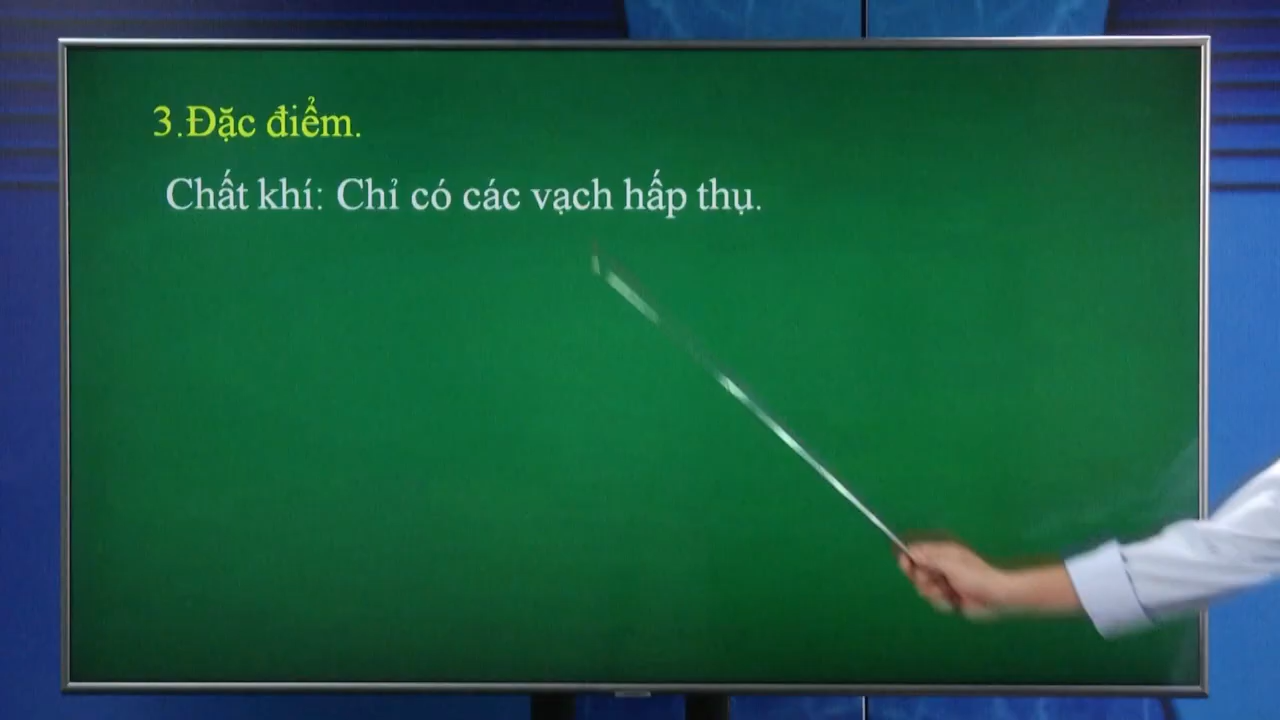 3.Đặc điểm.
Chất khí: Chỉ có các vạch hấp thụ.